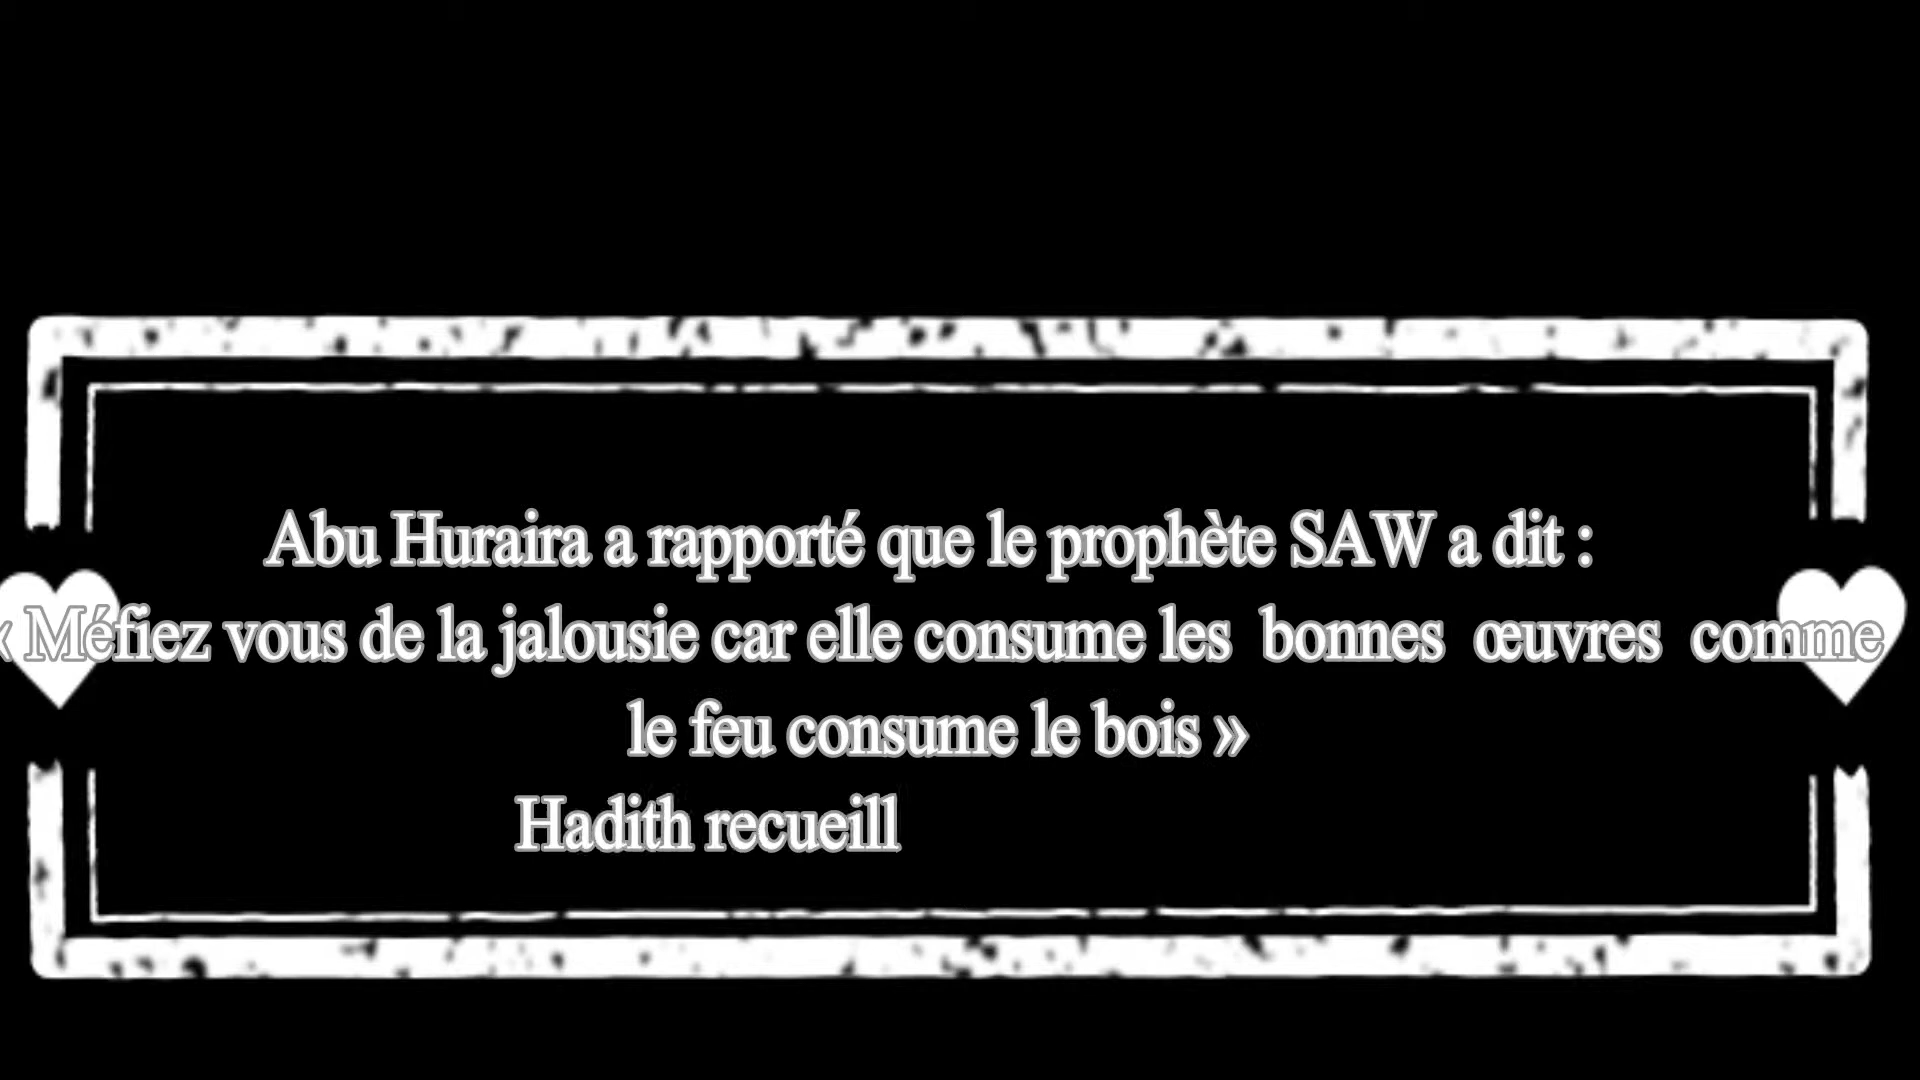 Abu Huraira a rapporté que le prophète SAW a dit :
« Méfiez vous de la jalousie car elle consume les bonnes œuvres comme
le feu consume le bois »
Hadith recueill